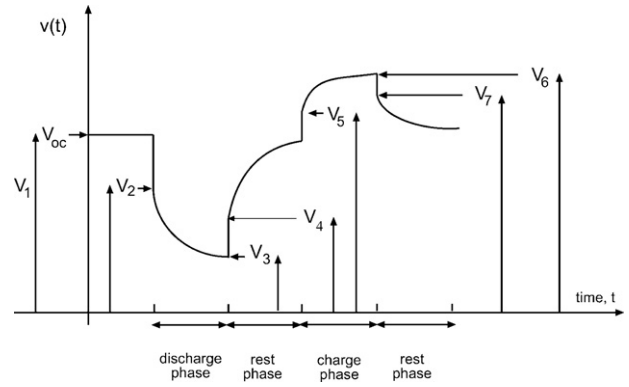 v(t)
V6
V7
V5
Voc
V1
V2
V4
V3
time, t
discharge phase
rest phase
charge phase
rest phase